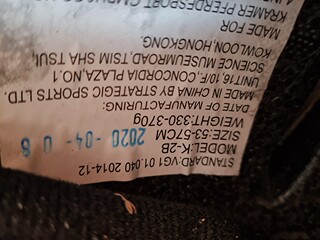 STANDARD:VG1 01.040 2014-12
MODEL:K-2B
SIZE:53-57CM
WEIGHT:330-370g
DATE OF MANUFACTURING:
2020-04-08
MADE IN CHINA BY STRATEGIC SPORTS LTD.
UNIT16 10/F, CONCORDIA PLAZA,NO.1
SCIENCE MUSEUMROAD,TSIM SHA TSUI,
KOWLOON,HONGKONG.
MADE FOR
KRAMER PFERDESPORT